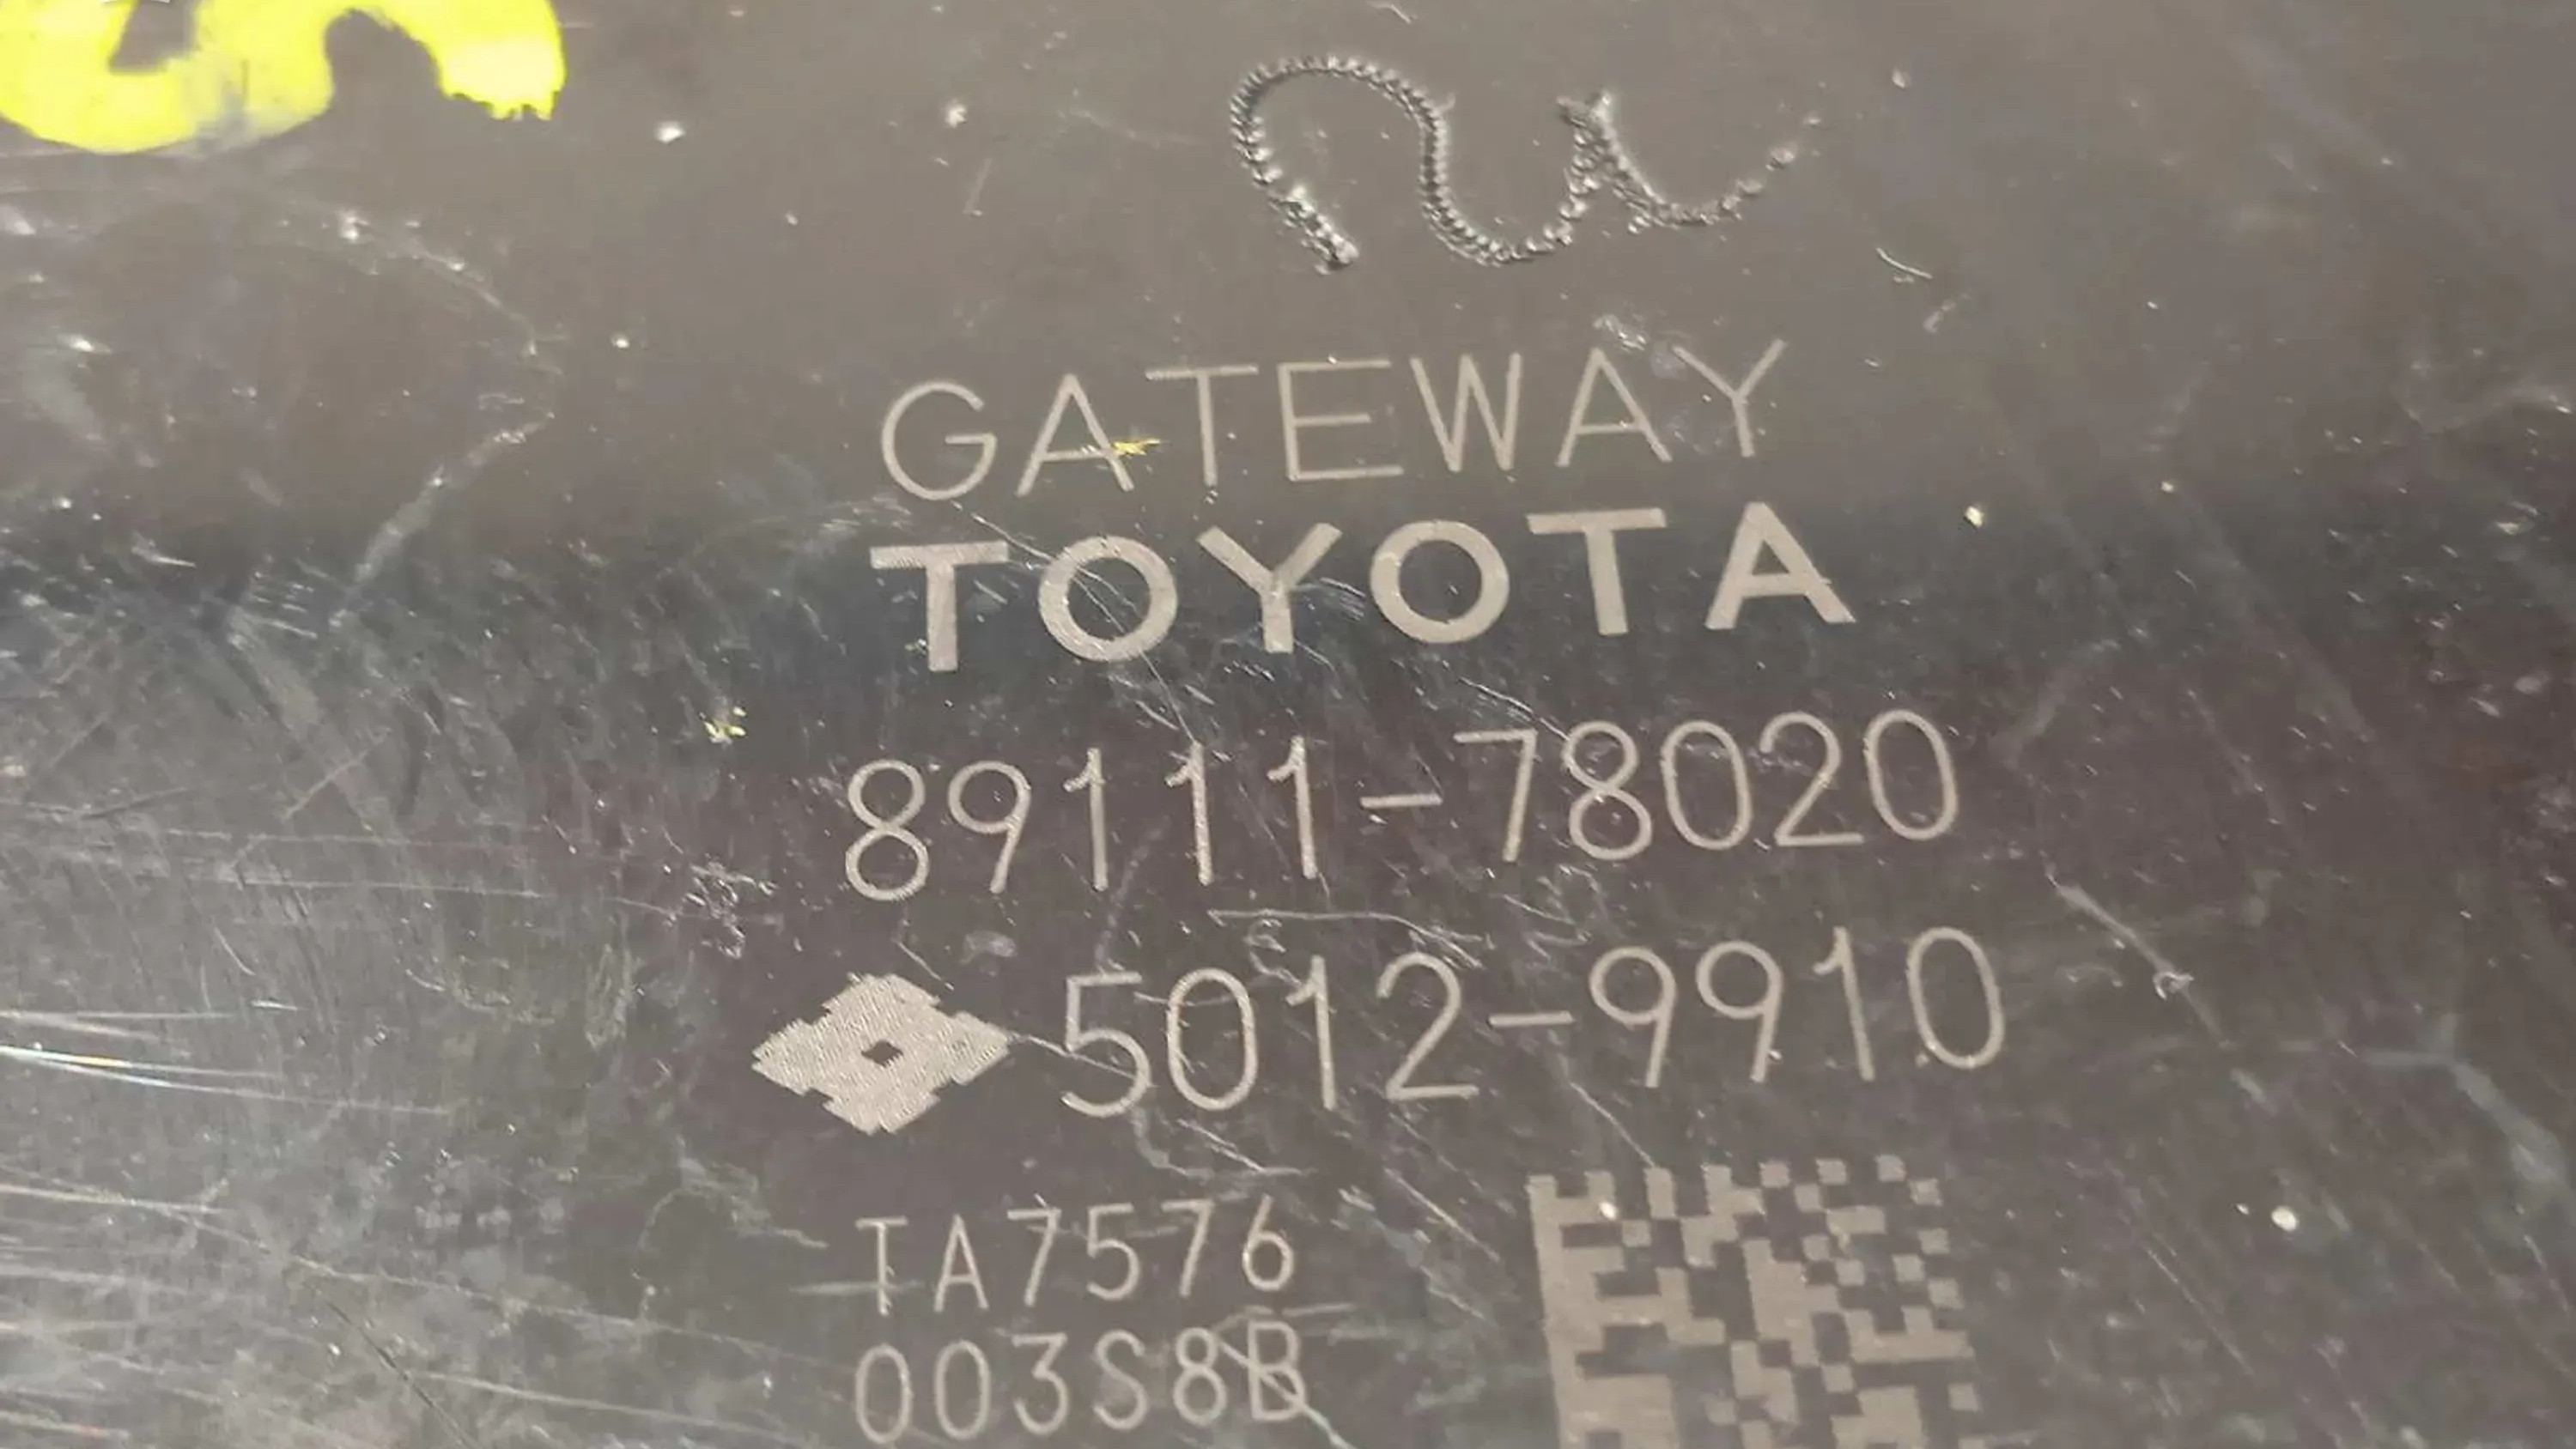 GATEWAY
TOYOTA
89111-78020
5012-9910
TA7576
003S8B